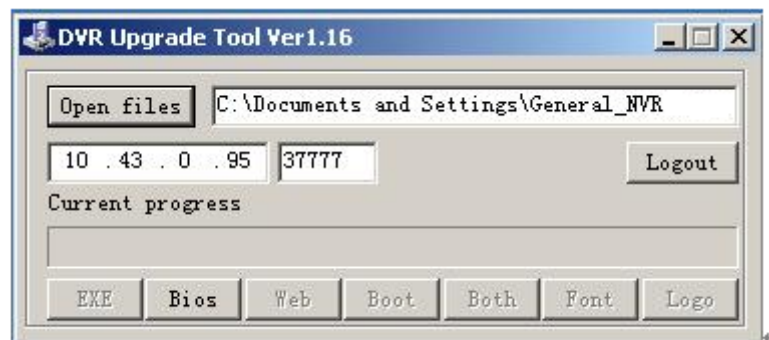 DVR Upgrade Tool Ver1.16
Open files C:\Documents and Settings\General_NVR
10 .43 . 0 .95 37777 Logout
Current progress
EXE Bios Web Boot Both Font Logo